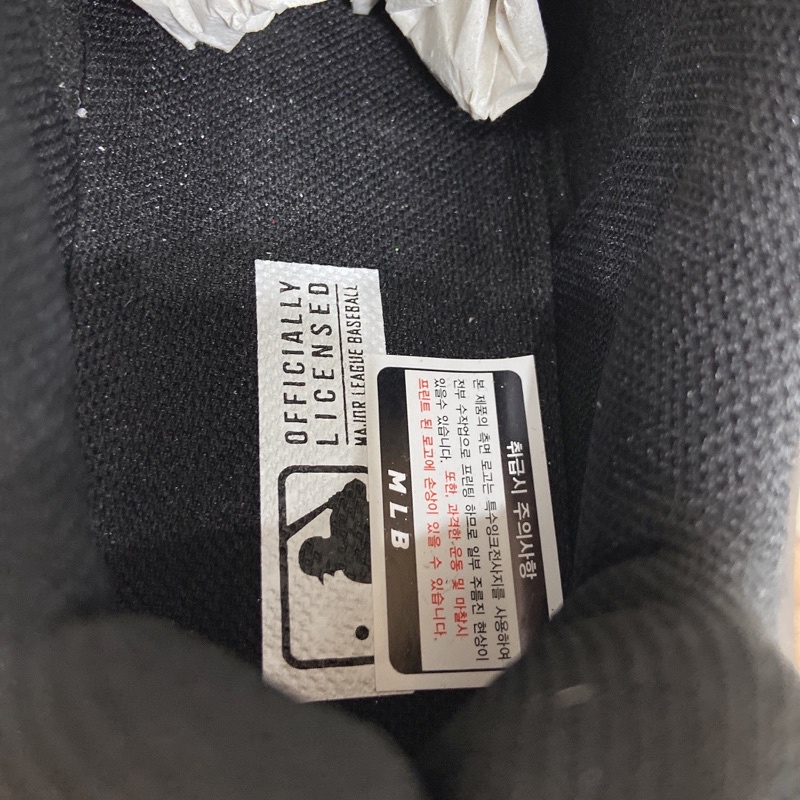 OFFICIALLY
LICENSED
MAJOR LEAGUE BASEBALL
취급시 주의사항
본 제품의 측면 로고는 특수잉크전사지를 사용하여
전부 수작업으로 프린팅 하므로 일부 주름진 현상이
있을수 있습니다. 또한, 과격한 운동 및 마찰시
프린트 된 로고에 손상이 있을 수 있습니다.
MLB